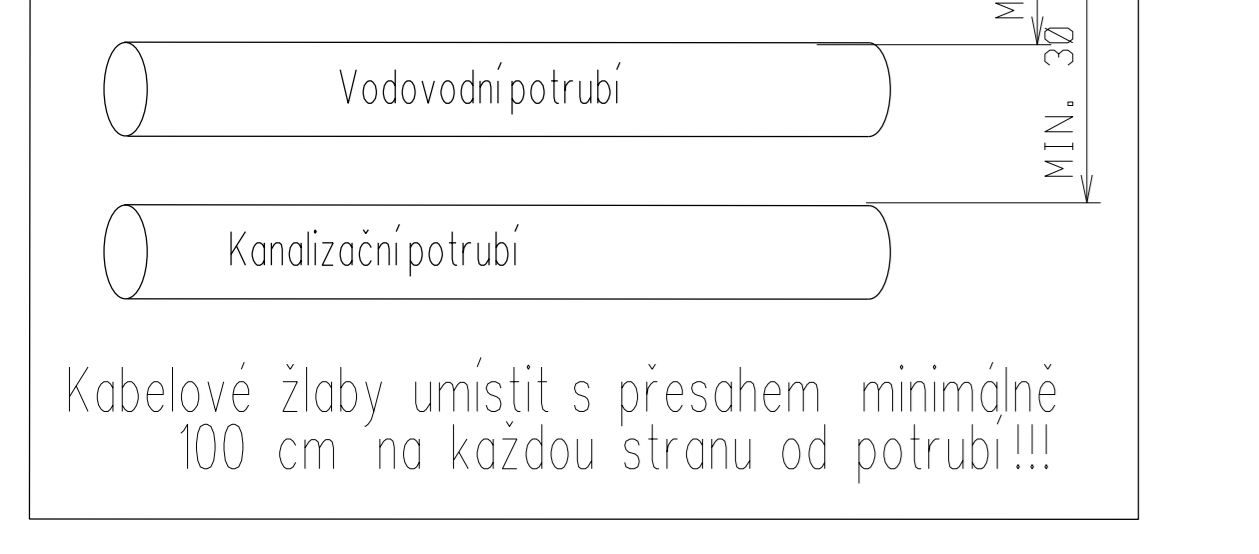 M
MIN. 30
Vodovodní potrubí
Kanalizační potrubí
Kabelové žlaby umístit s přesahem minimálně
100 cm na každou stranu od potrubí!!!